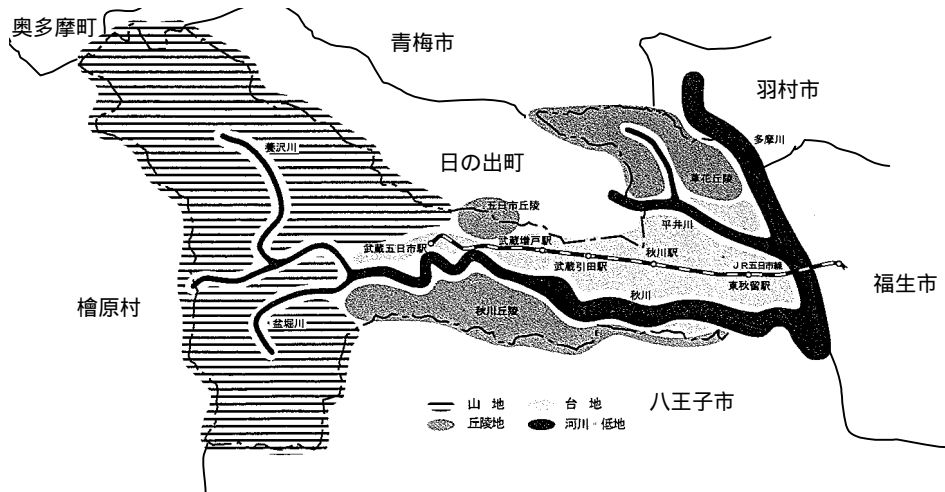 奥多摩町
青梅市
羽村市
多摩川
養沢川
日の出町
草花丘陵
五日市丘陵
平井川
武蔵五日市駅
武蔵増戸駅
秋川駅
武蔵引田駅
JR五日市線
東秋留駅
福生市
檜原村
秋川
秋川丘陵
盆堀川
八王子市
山地
台地
丘陵地
河川・低地